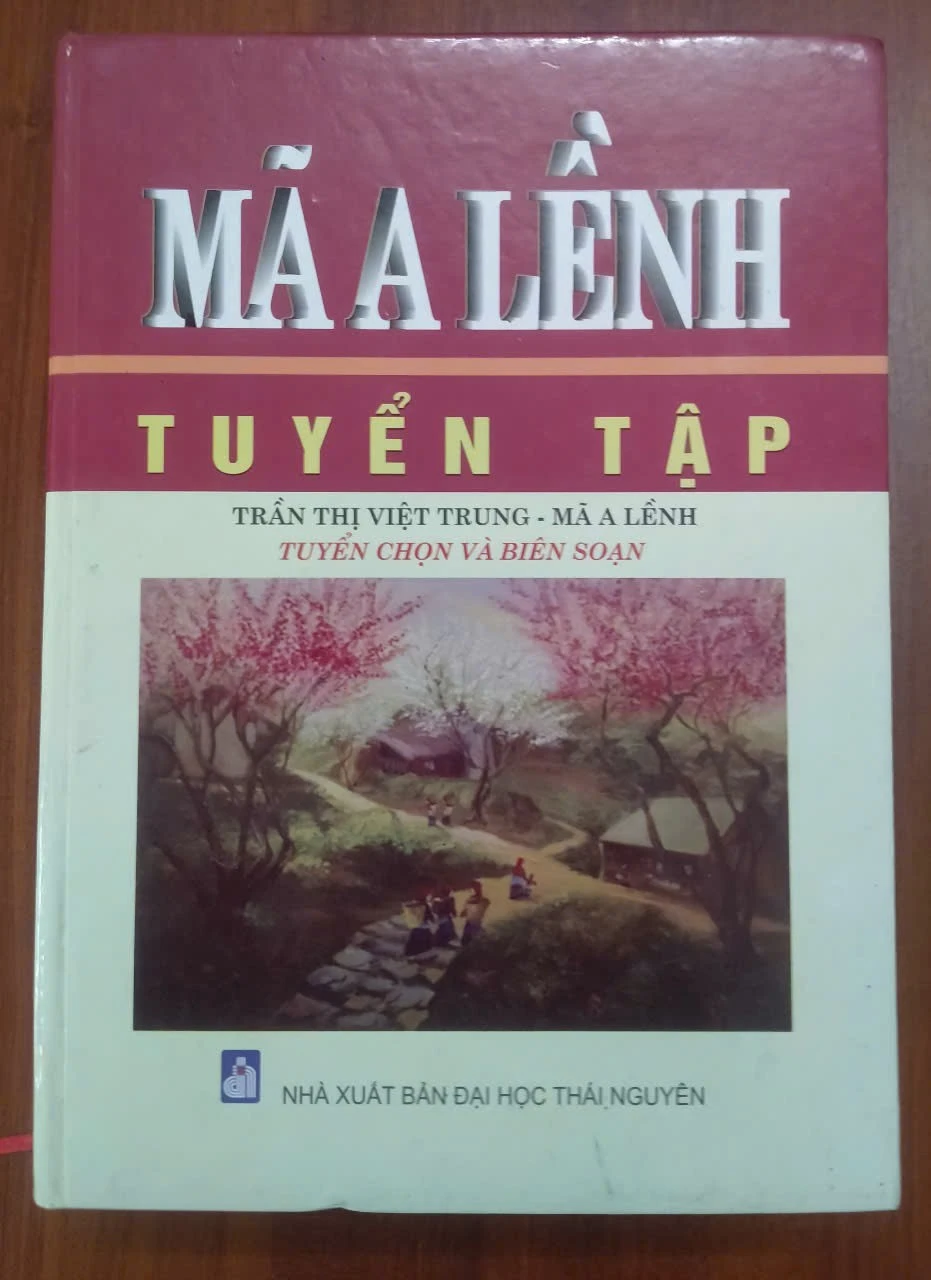 MÃ A LỀNH
TUYỂN TẬP
TRẦN THỊ VIỆT TRUNG - MÃ A LỀNH
TUYỂN CHỌN VÀ BIÊN SOẠN
NHÀ XUẤT BẢN ĐẠI HỌC THÁI NGUYÊN